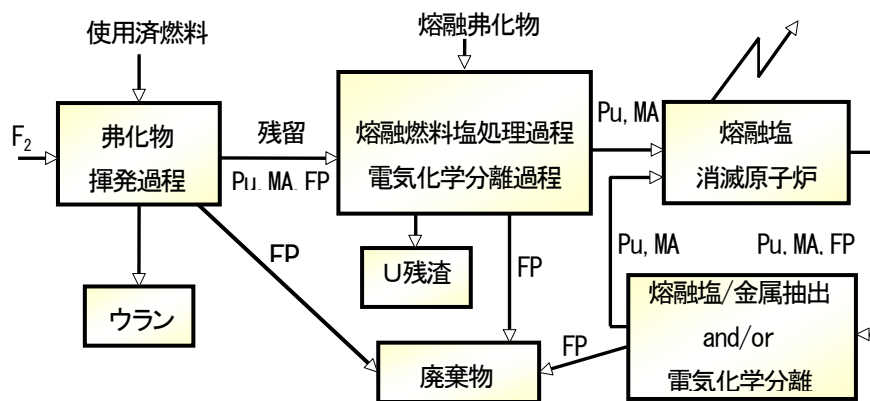 使用済燃料
熔融弗化物
F₂
弗化物
揮発過程
残留
Pu, MA, FP
熔融燃料塩処理過程
電気化学分離過程
Pu, MA
熔融塩
消滅原子炉
FP
ウラン
U残渣
FP
Pu, MA
Pu, MA, FP
熔融塩/金属抽出
and/or
電気化学分離
FP
廃棄物